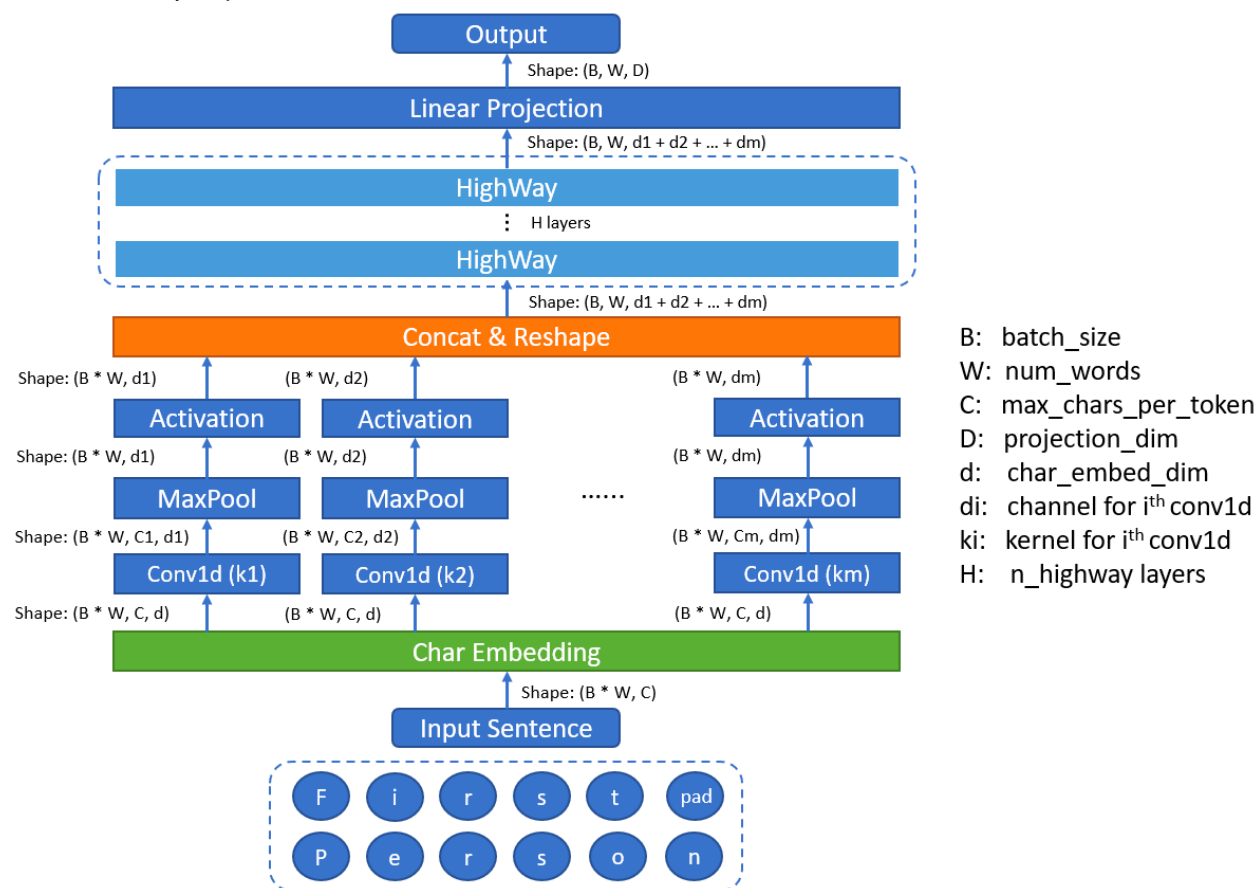 Output
Shape: (B, W, D)
Linear Projection
Shape: (B, W, d1 + d2 + ... + dm)
HighWay
⋮ H layers
HighWay
Shape: (B, W, d1 + d2 + ... + dm)
Concat & Reshape
Shape: (B * W, d1) (B * W, d2) (B * W, dm)
Activation Activation Activation
Shape: (B * W, d1) (B * W, d2) (B * W, dm)
MaxPool MaxPool ...... MaxPool
Shape: (B * W, C1, d1) (B * W, C2, d2) (B * W, Cm, dm)
Conv1d (k1) Conv1d (k2) Conv1d (km)
Shape: (B * W, C, d) (B * W, C, d) (B * W, C, d)
Char Embedding
Shape: (B * W, C)
Input Sentence
F i r s t pad
P e r s o n
B: batch_size
W: num_words
C: max_chars_per_token
D: projection_dim
d: char_embed_dim
di: channel for ith conv1d
ki: kernel for ith conv1d
H: n_highway layers